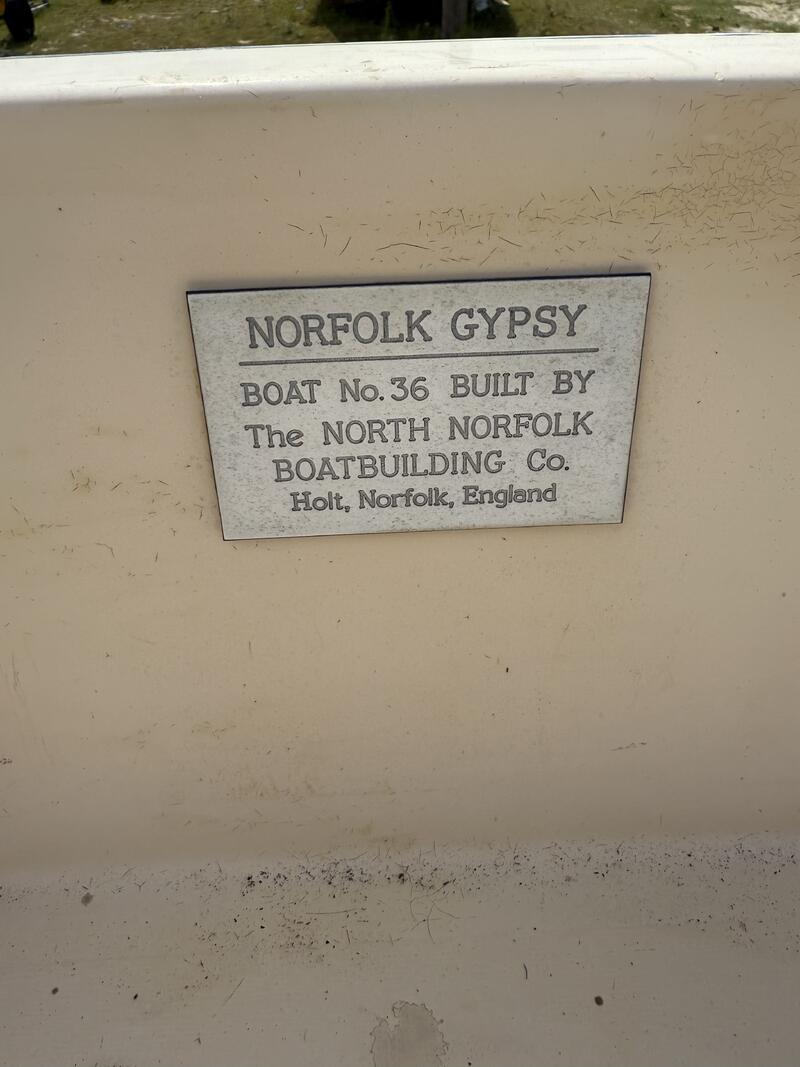 NORFOLK GYPSY
BOAT No. 36 BUILT BY
The NORTH NORFOLK
BOATBUILDING Co.
Holt, Norfolk, England